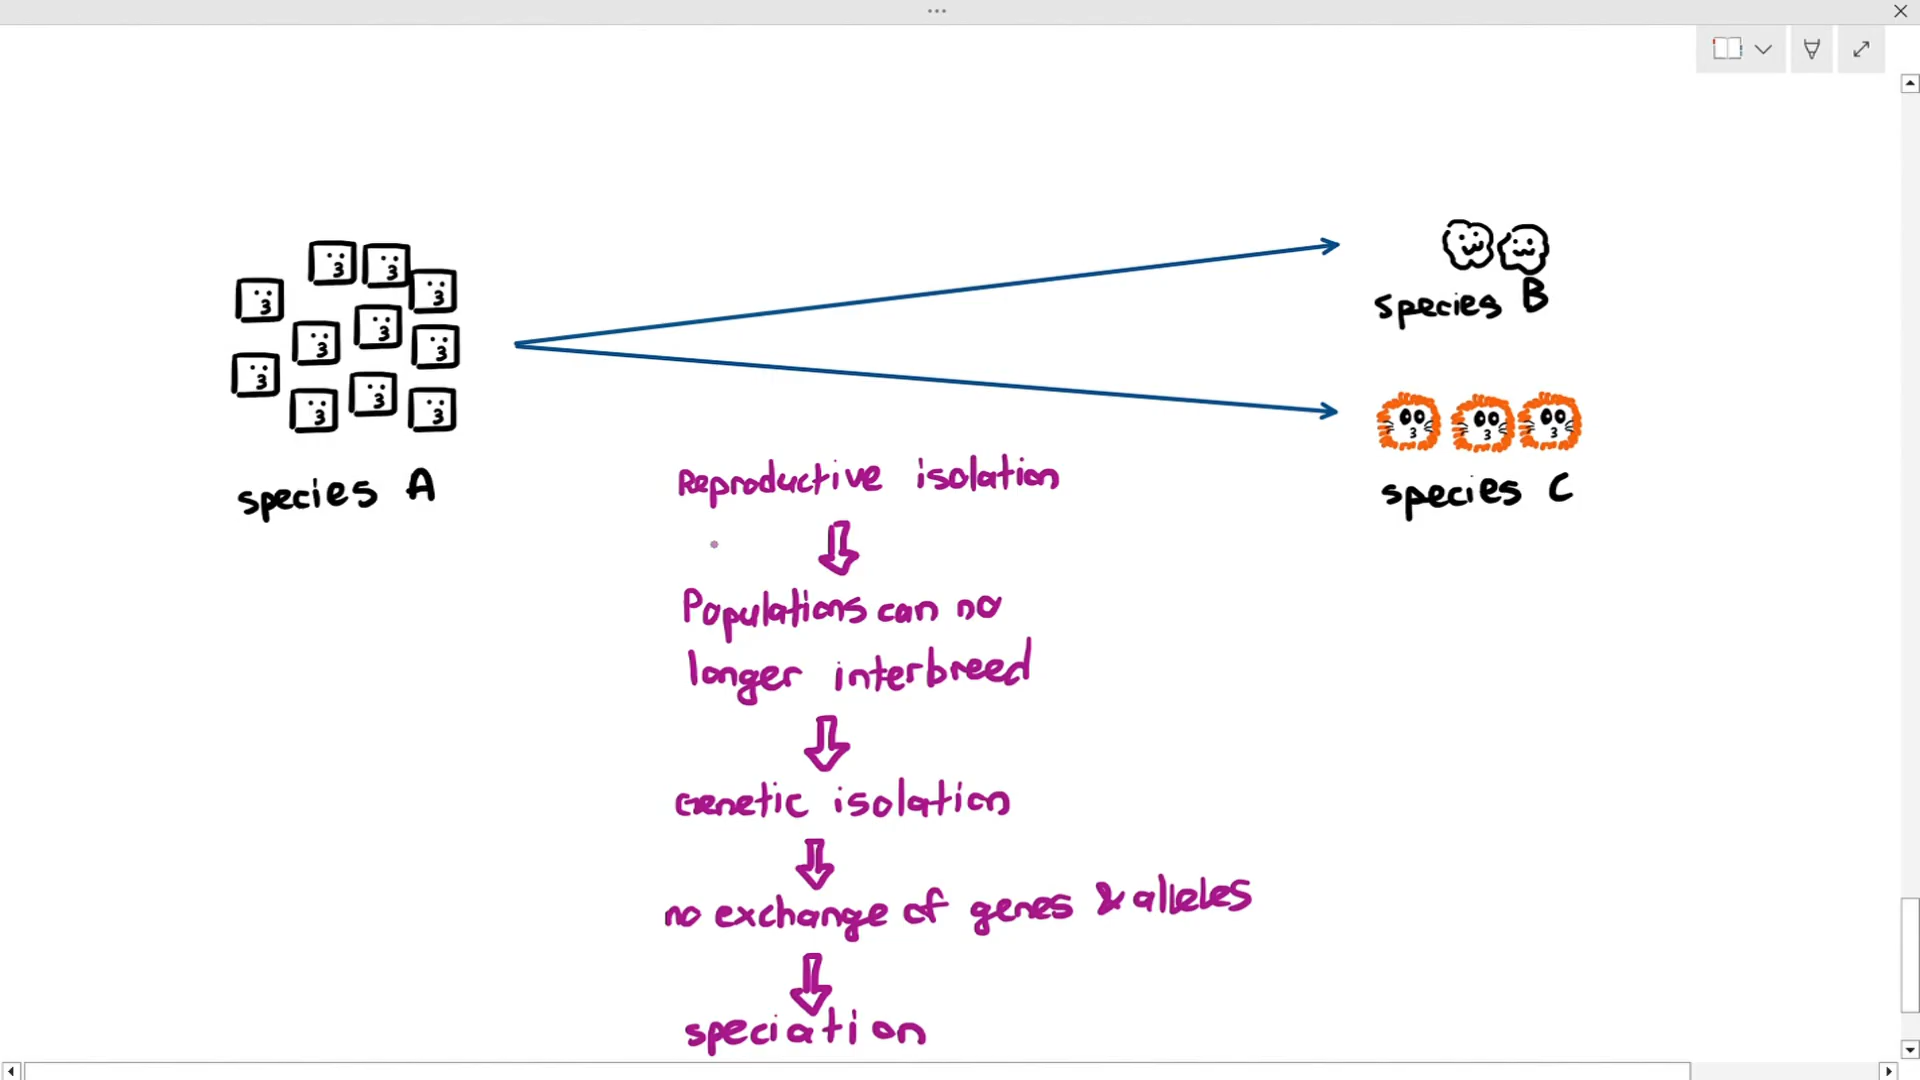 species A
species B
species C
Reproductive isolation
Populations can no
longer interbreed
Genetic isolation
no exchange of genes & alleles
speciation